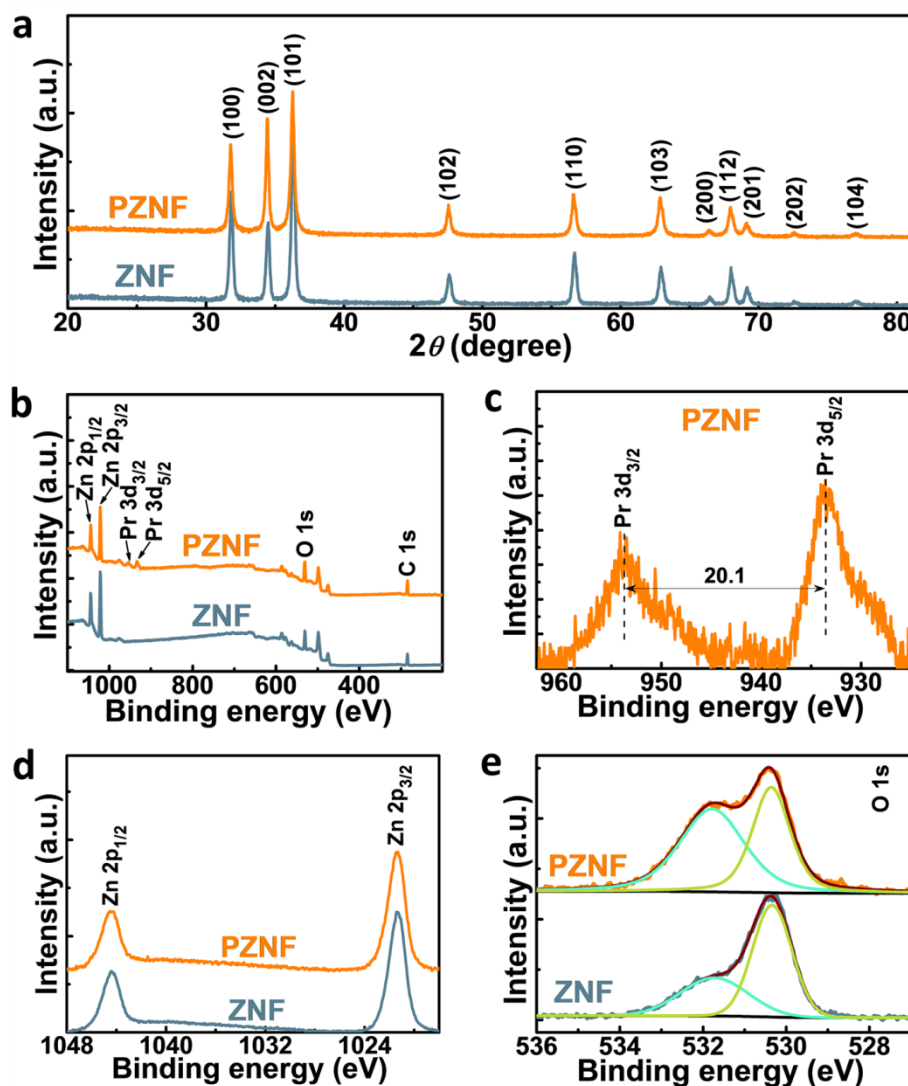 a
Intensity (a.u.)
(100)
(002)
(101)
(102)
(110)
(103)
(200)
(112)
(201)
(202)
(104)
PZNF
ZNF
20 30 40 50 60 70 80
2θ (degree)
b
Intensity (a.u.)
Zn 2p1/2
Zn 2p3/2
Pr 3d3/2
Pr 3d5/2
PZNF
O 1s
C 1s
ZNF
1000 800 600 400
Binding energy (eV)
c
Intensity (a.u.)
PZNF
Pr 3d3/2
Pr 3d5/2
20.1
960 950 940 930
Binding energy (eV)
d
Intensity (a.u.)
Zn 2p1/2
Zn 2p3/2
PZNF
ZNF
1048 1040 1032 1024
Binding energy (eV)
e
Intensity (a.u.)
O 1s
PZNF
Intensity (a.u.)
ZNF
536 534 532 530 528
Binding energy (eV)